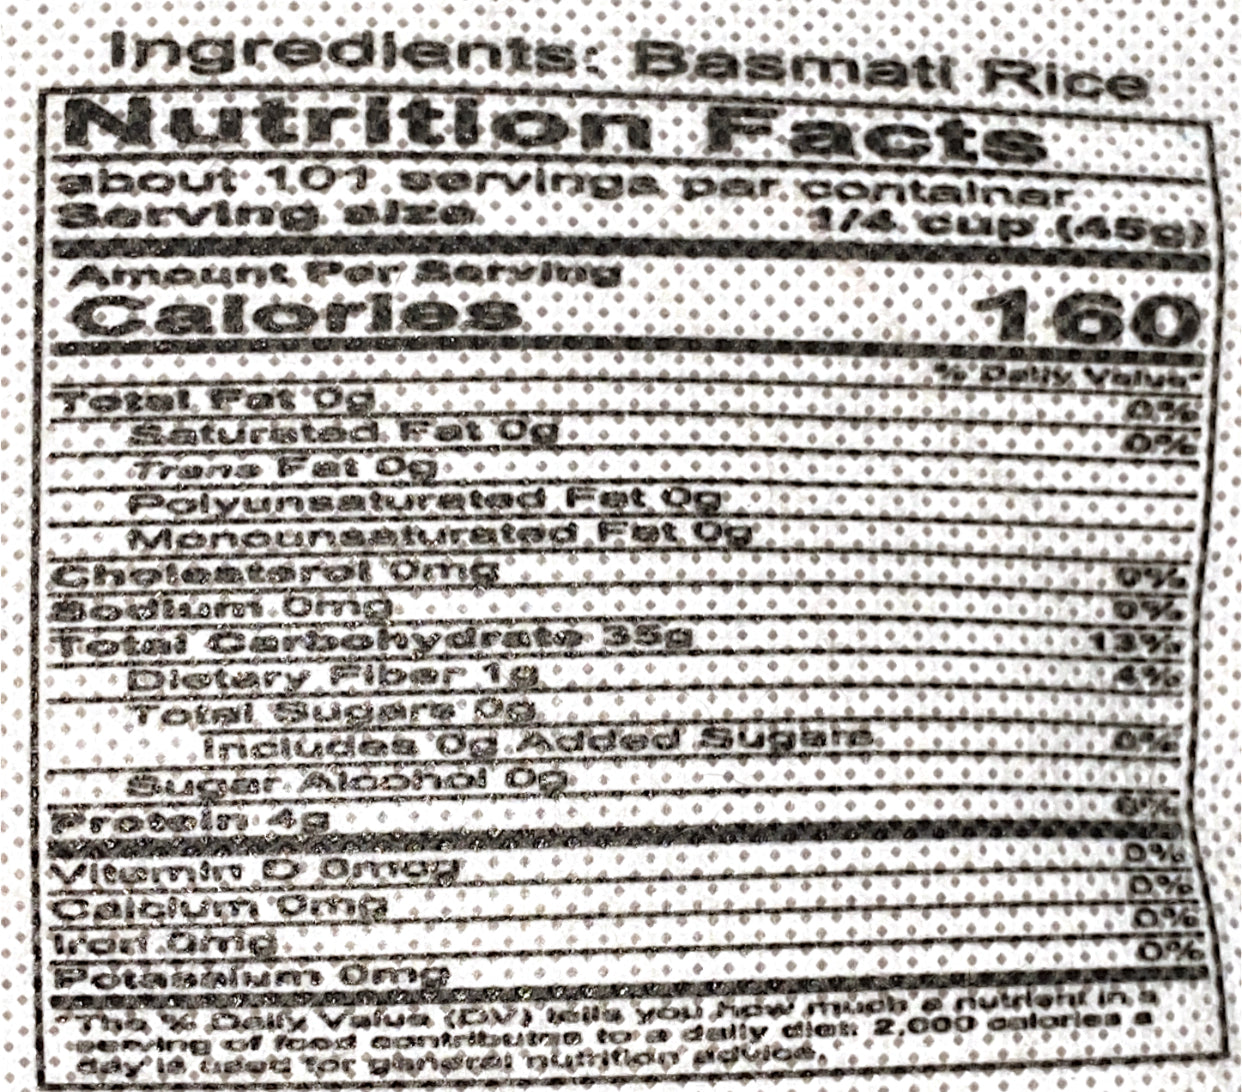 Ingredients: Basmati Rice
Nutrition Facts
about 101 servings per container
Serving size 1/4 cup (45g)
Amount Per Serving
Calories 160
% Daily Value*
Total Fat 0g 0%
Saturated Fat 0g 0%
Trans Fat 0g
Polyunsaturated Fat 0g
Monounsaturated Fat 0g
Cholesterol 0mg 0%
Sodium 0mg 0%
Total Carbohydrate 35g 13%
Dietary Fiber 1g 4%
Total Sugars 0g
Includes 0g Added Sugars 0%
Sugar Alcohol 0g
Protein 4g
Vitamin D 0mcg 0%
Calcium 0mg 0%
Iron 0mg 0%
Potassium 0mg 0%
*The % Daily Value (DV) tells you how much a nutrient in a
serving of food contributes to a daily diet. 2,000 calories a
day is used for general nutrition advice.